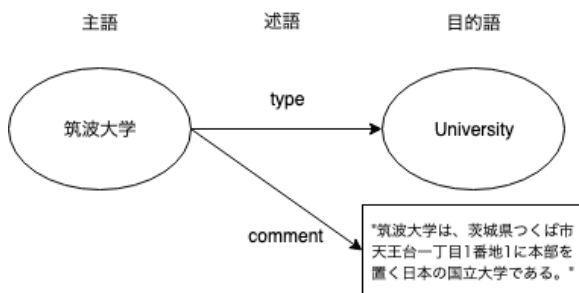 主語 述語 目的語
type
筑波大学 University
comment
"筑波大学は、茨城県つくば市
天王台一丁目1番地1に本部を
置く日本の国立大学である。"